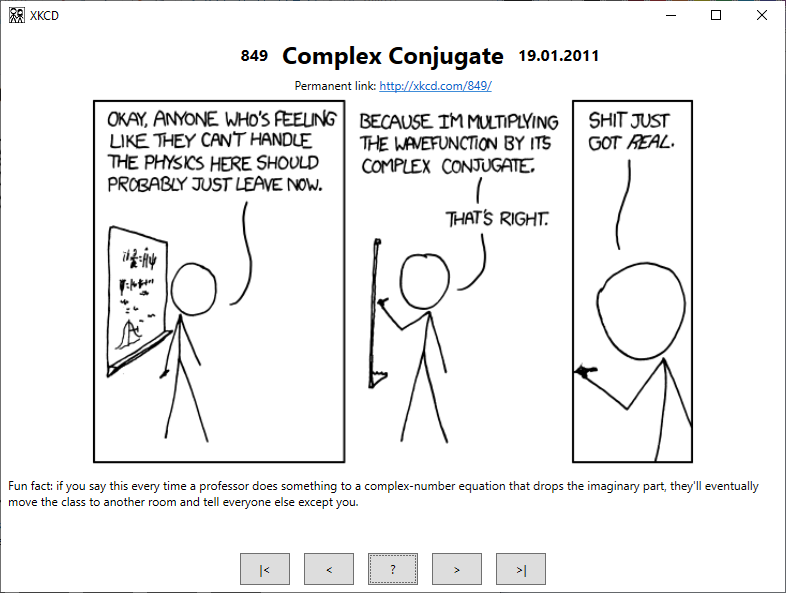 XKCD
849 Complex Conjugate 19.01.2011
Permanent link: http://xkcd.com/849/
OKAY, ANYONE WHO'S FEELING
LIKE THEY CAN'T HANDLE
THE PHYSICS HERE SHOULD
PROBABLY JUST LEAVE NOW.
BECAUSE I'M MULTIPLYING
THE WAVEFUNCTION BY ITS
COMPLEX CONJUGATE.
THAT'S RIGHT.
SHIT JUST
GOT REAL.
Fun fact: if you say this every time a professor does something to a complex-number equation that drops the imaginary part, they'll eventually
move the class to another room and tell everyone else except you.
|< < ? > >|